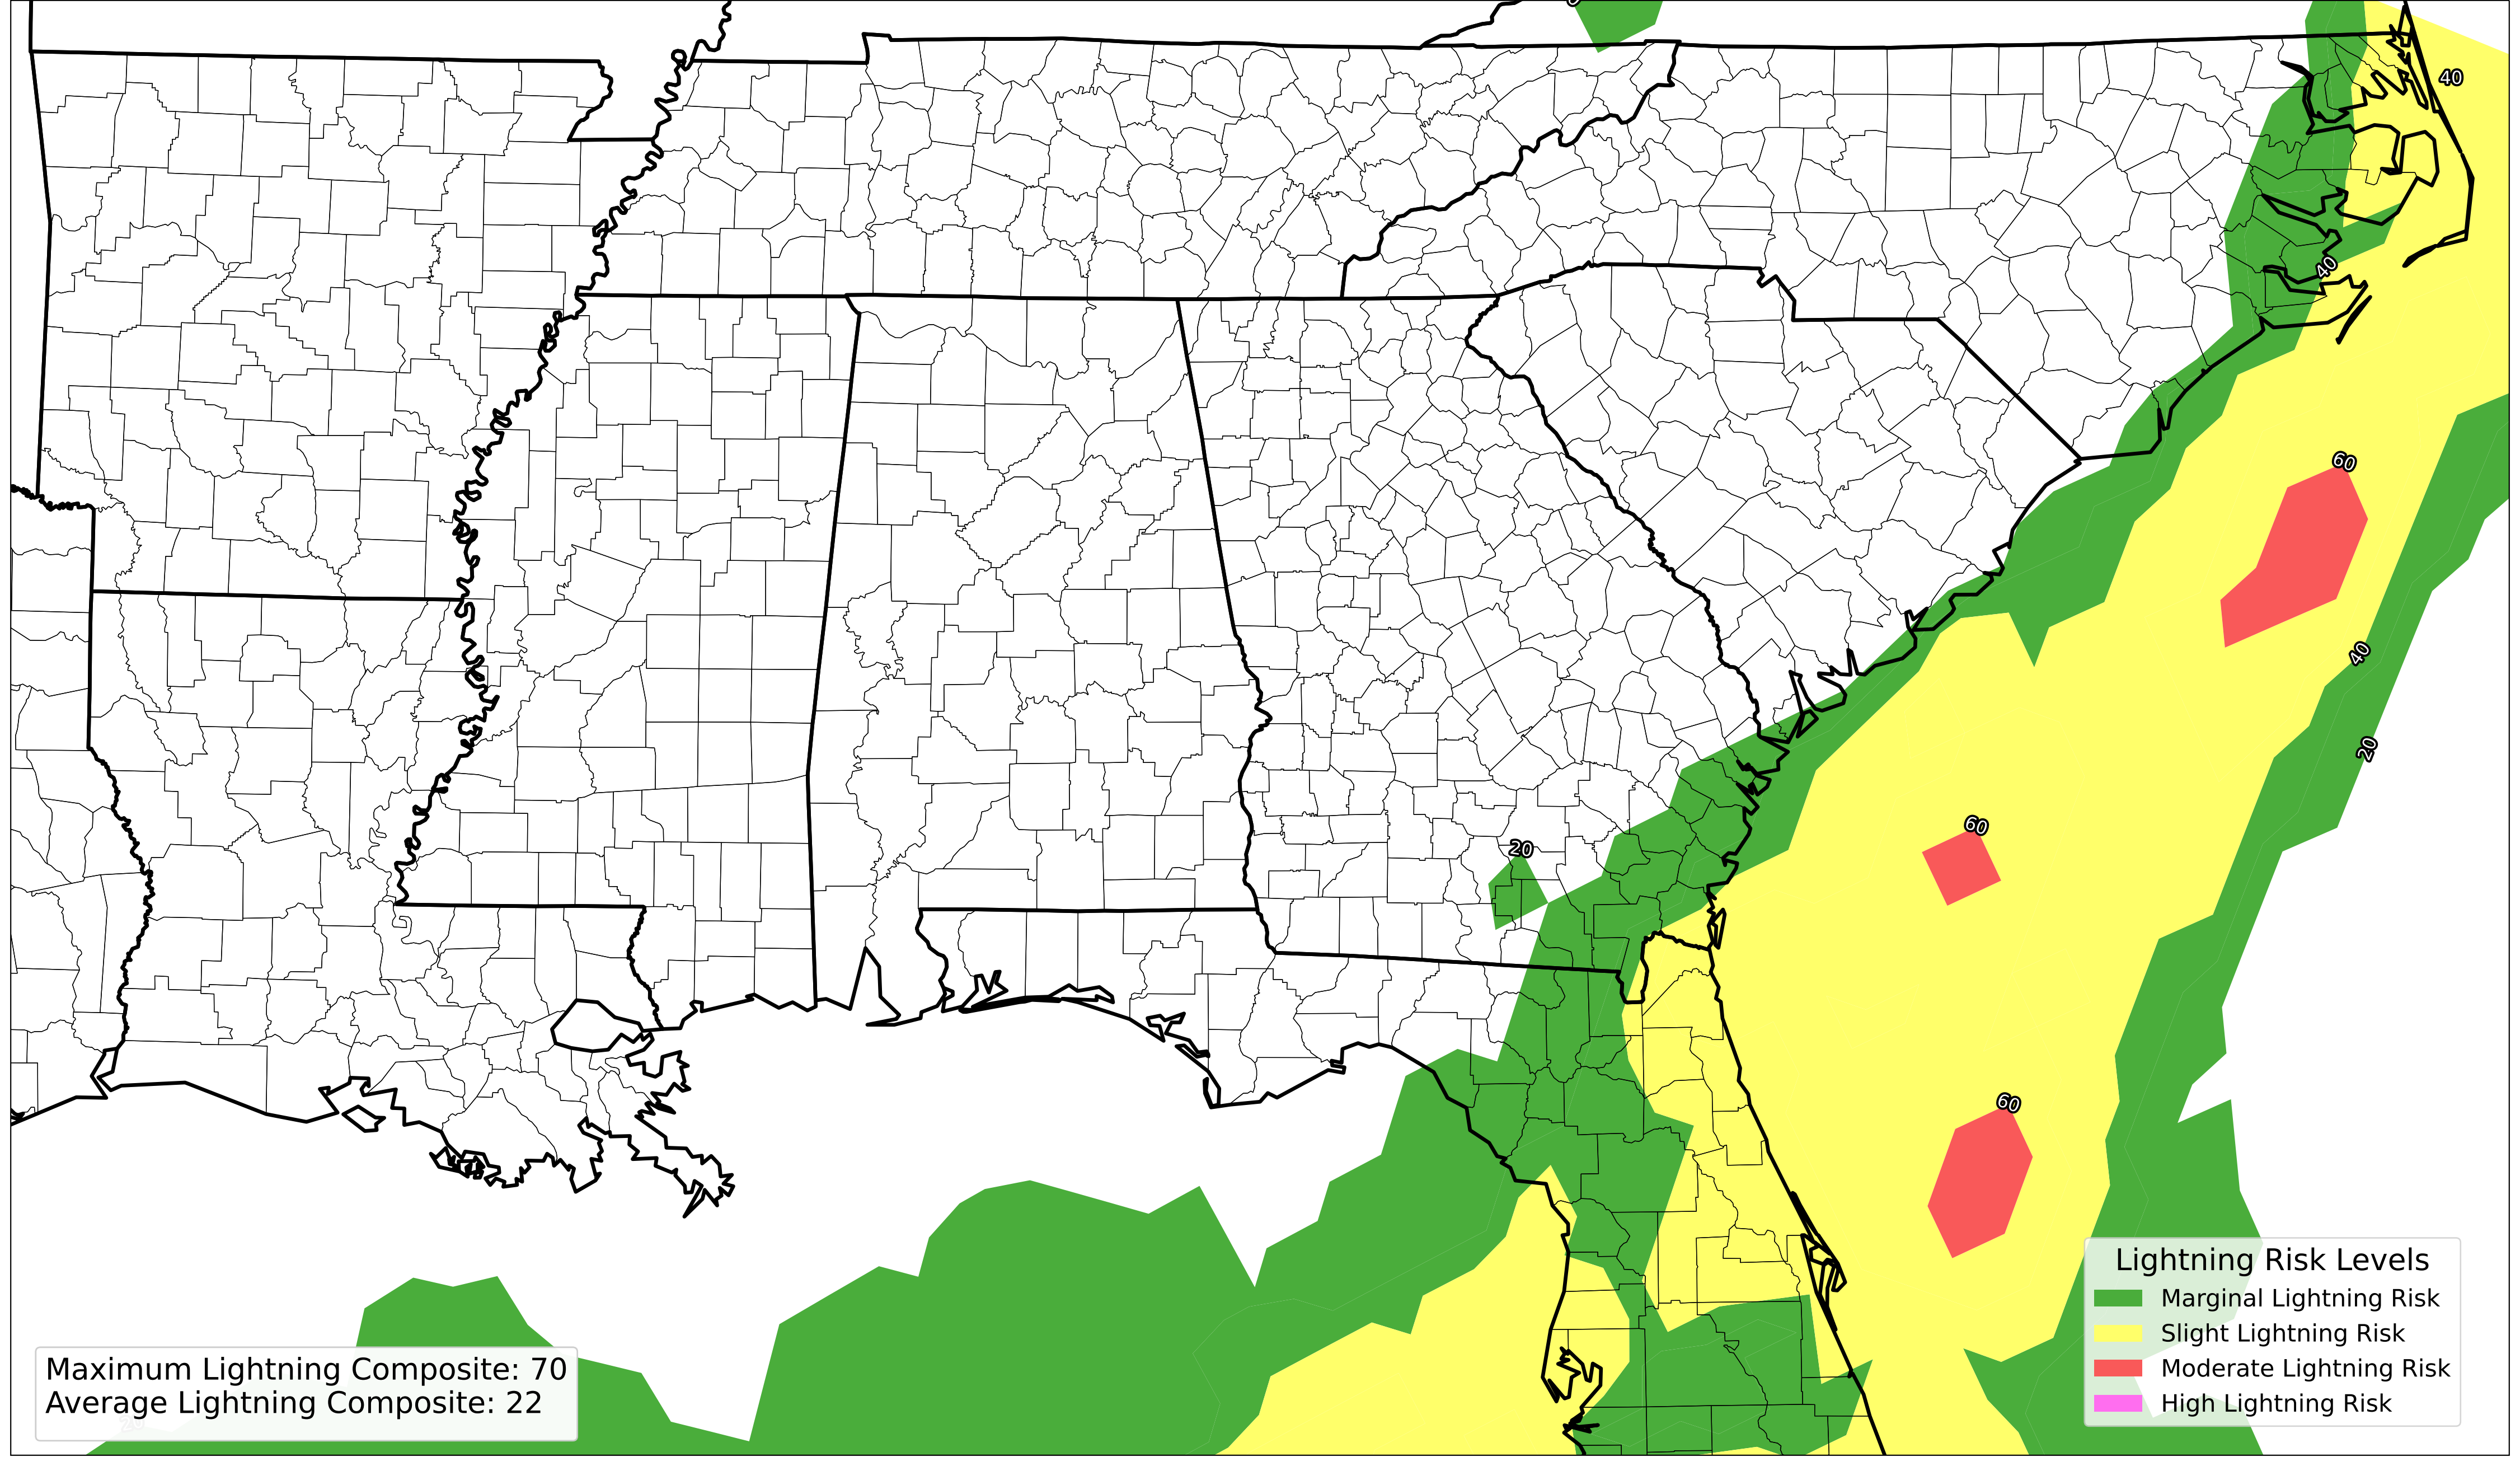 40
40
60
40
20
60
20
60
Lightning Risk Levels
Marginal Lightning Risk
Slight Lightning Risk
Moderate Lightning Risk
High Lightning Risk
Maximum Lightning Composite: 70
Average Lightning Composite: 22